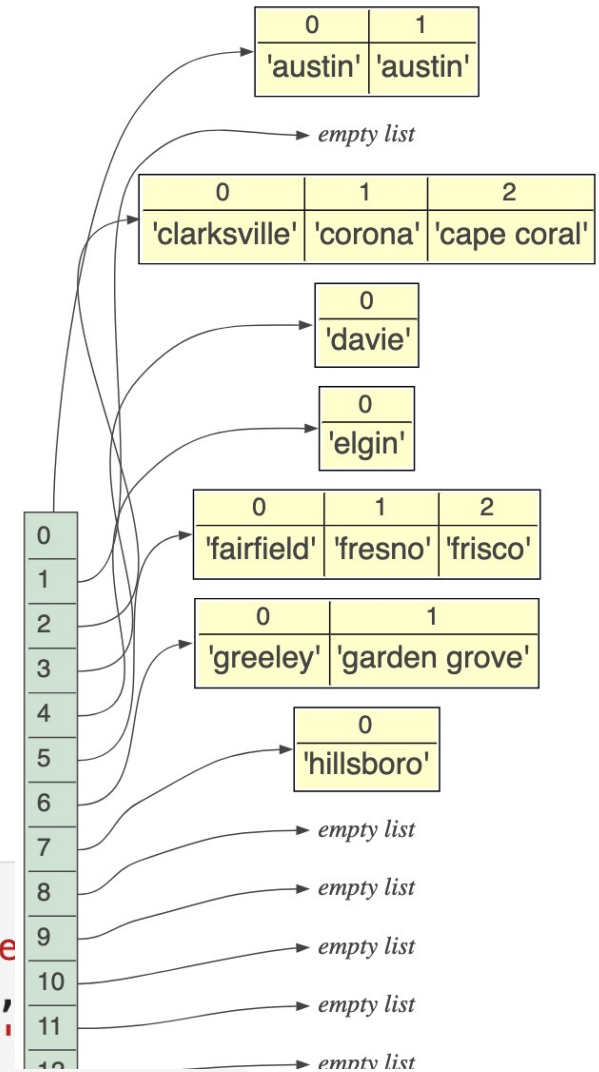 0 1
'austin' 'austin'
empty list
0 1 2
'clarksville' 'corona' 'cape coral'
0
'davie'
0
'elgin'
0 1 2
'fairfield' 'fresno' 'frisco'
0 1
'greeley' 'garden grove'
0
'hillsboro'
empty list
empty list
empty list
empty list
empty list
0
1
2
3
4
5
6
7
8
9
10
11
12
e
,
'